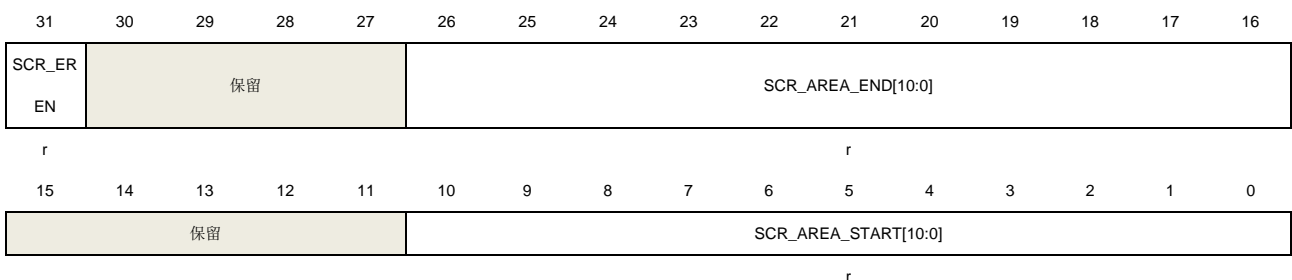 31 30 29 28 27 26 25 24 23 22 21 20 19 18 17 16
SCR_ER
EN
保留
SCR_AREA_END[10:0]
r r
15 14 13 12 11 10 9 8 7 6 5 4 3 2 1 0
保留 SCR_AREA_START[10:0]
r